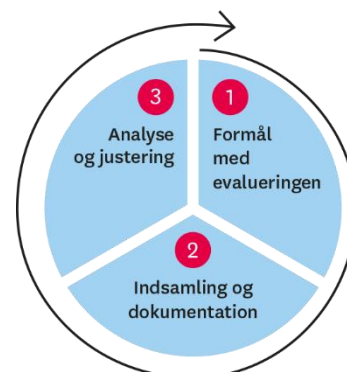 1
Formål
med
evalueringen
2
Indsamling og
dokumentation
3
Analyse
og justering